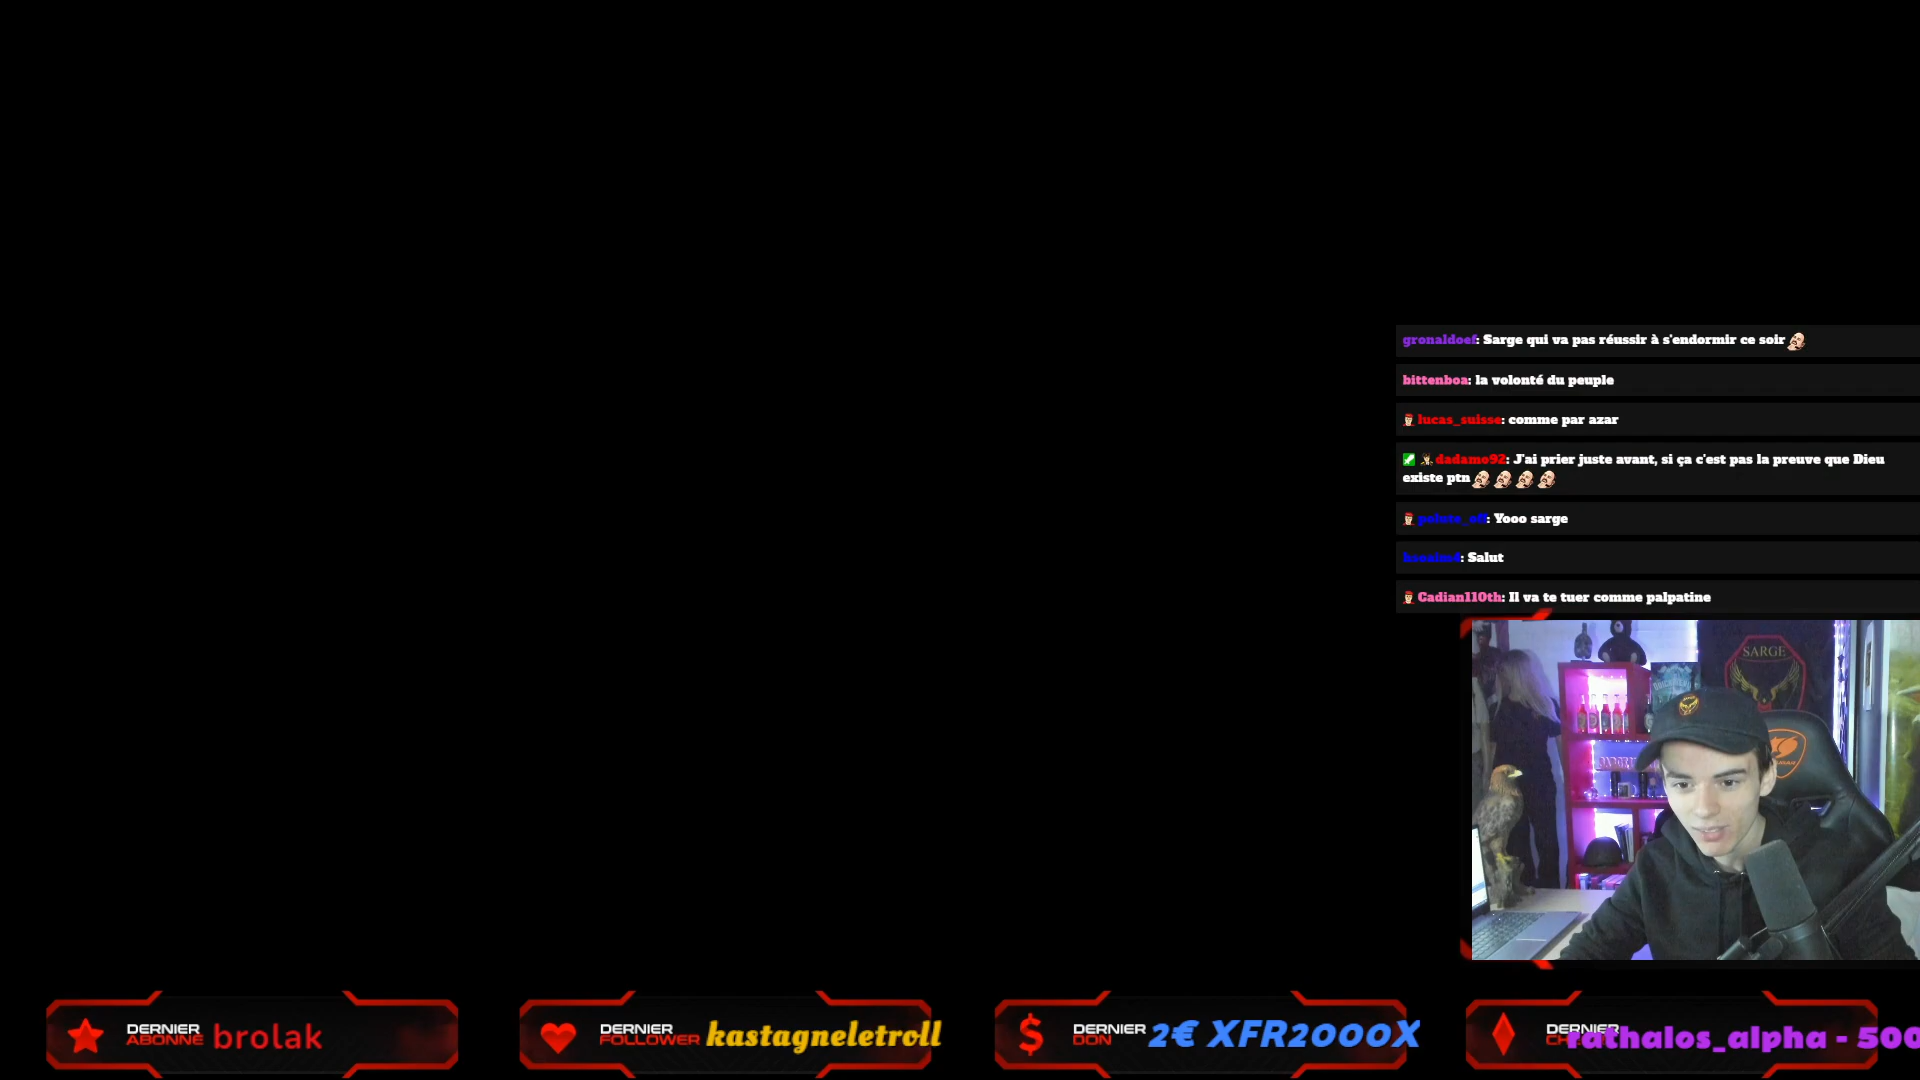 gronaldoef: Sarge qui va pas réussir à s'endormir ce soir
bittenboa: la volonté du peuple
lucas_suisse: comme par azar
dadamo92: J'ai prier juste avant, si ça c'est pas la preuve que Dieu
existe ptn
: Yooo sarge
: Salut
Cadian110th: Il va te tuer comme palpatine
SARGE
DERNIER
ABONNÉ brolak
DERNIER
FOLLOWER kastagneletroll
DERNIER
DON 2€ XFR2000X
DERNIER
rathalos_alpha - 500